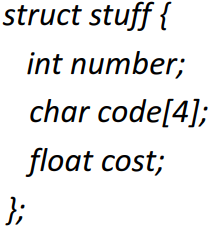 struct stuff {
int number;
char code[4];
float cost;
};